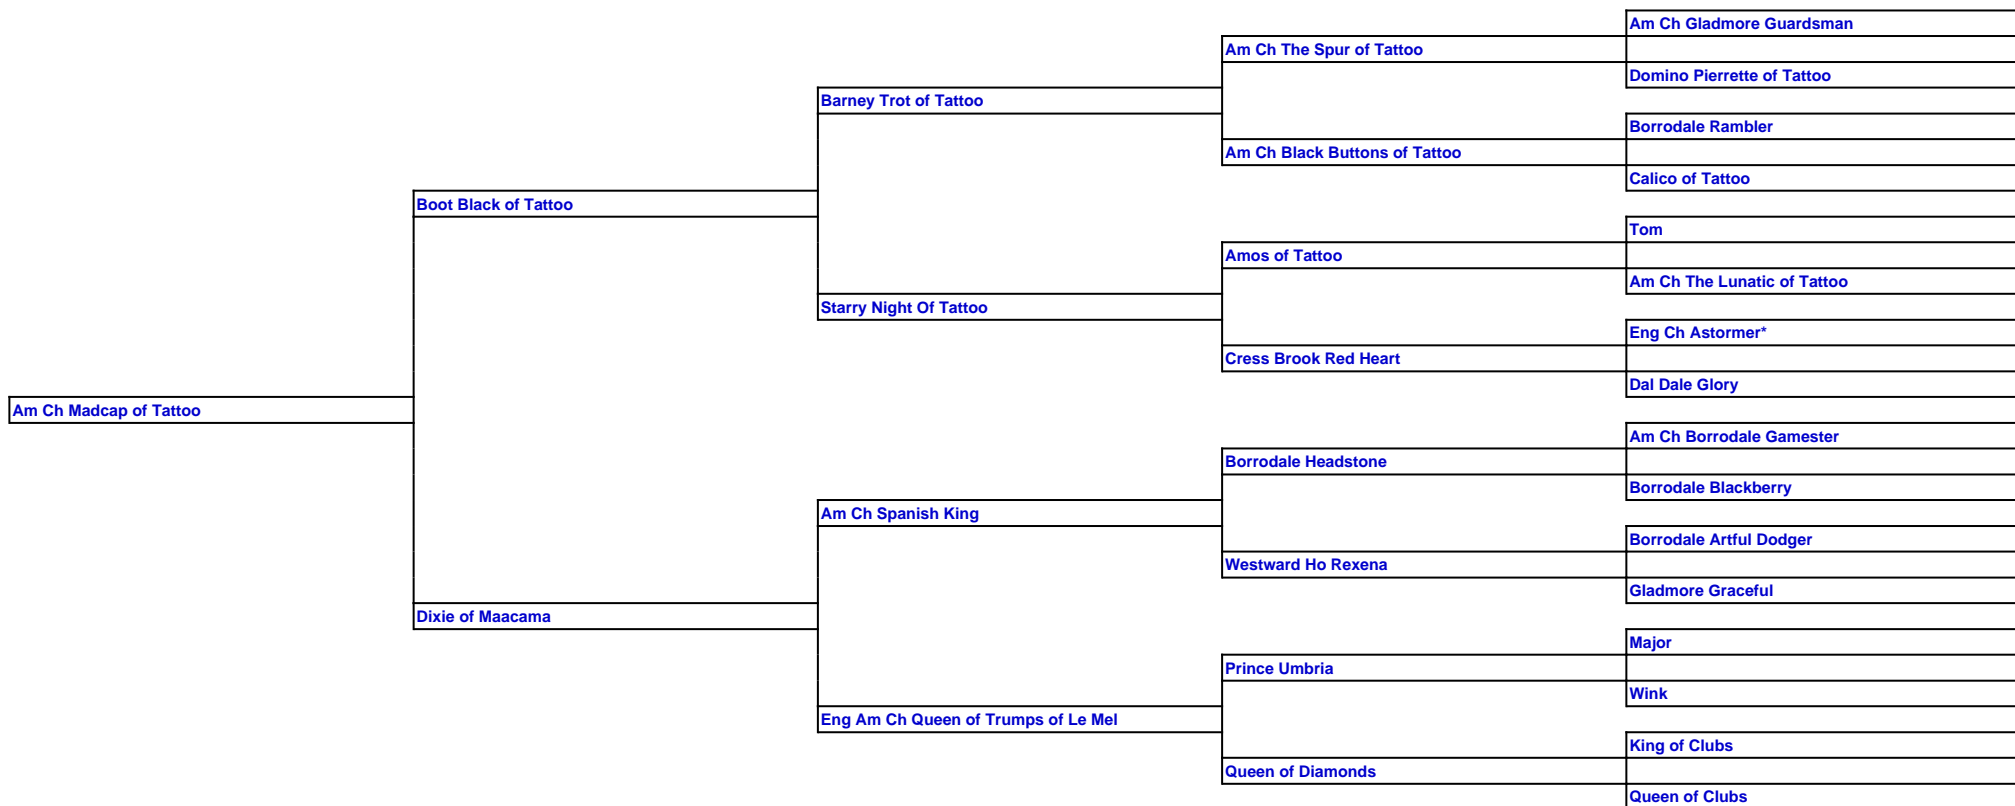 Am Ch Gladmore Guardsman
Am Ch The Spur of Tattoo
Domino Pierrette of Tattoo
Barney Trot of Tattoo
Borrodale Rambler
Am Ch Black Buttons of Tattoo
Calico of Tattoo
Boot Black of Tattoo
Tom
Amos of Tattoo
Am Ch The Lunatic of Tattoo
Starry Night Of Tattoo
Eng Ch Astormer*
Cress Brook Red Heart
Dal Dale Glory
Am Ch Madcap of Tattoo
Am Ch Borrodale Gamester
Borrodale Headstone
Borrodale Blackberry
Am Ch Spanish King
Borrodale Artful Dodger
Westward Ho Rexena
Gladmore Graceful
Dixie of Maacama
Major
Prince Umbria
Wink
Eng Am Ch Queen of Trumps of Le Mel
King of Clubs
Queen of Diamonds
Queen of Clubs